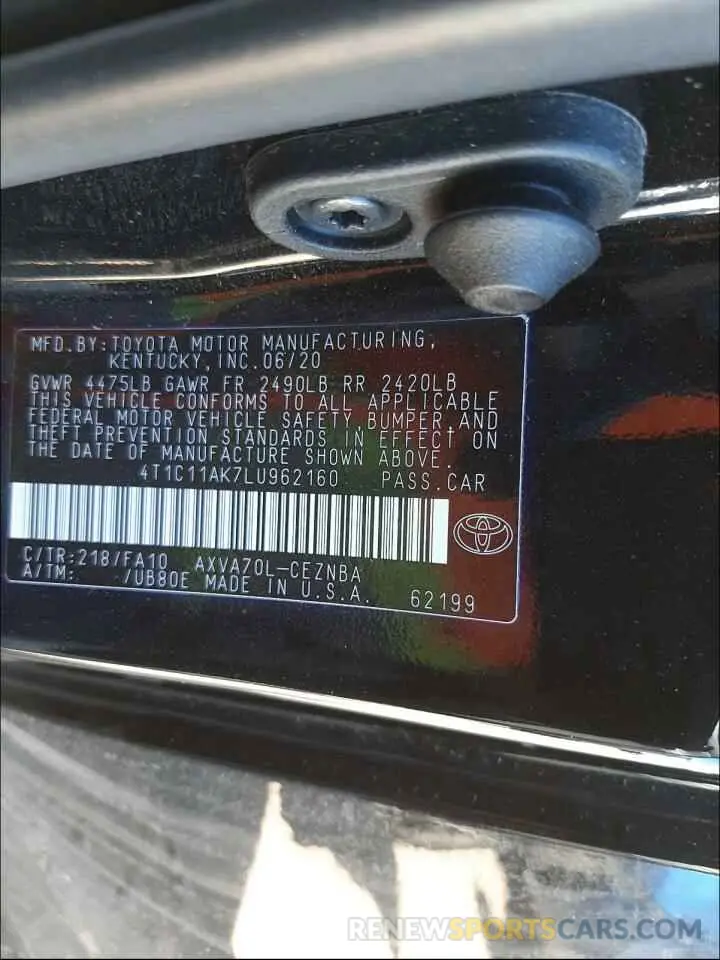 MFD.BY:TOYOTA MOTOR MANUFACTURING,
KENTUCKY,INC.06/20
GVWR 4475LB GAWR FR 2490LB RR 2420LB
THIS VEHICLE CONFORMS TO ALL APPLICABLE
FEDERAL MOTOR VEHICLE SAFETY,BUMPER,AND
THEFT PREVENTION STANDARDS IN EFFECT ON
THE DATE OF MANUFACTURE SHOWN ABOVE.
4T1C11AK7LU962160 PASS.CAR
C/TR:218/FA10 AXVA70L-CEZNBA
A/TM: /UB80E MADE IN U.S.A. 62199
RENEWSPORTSCARS.COM